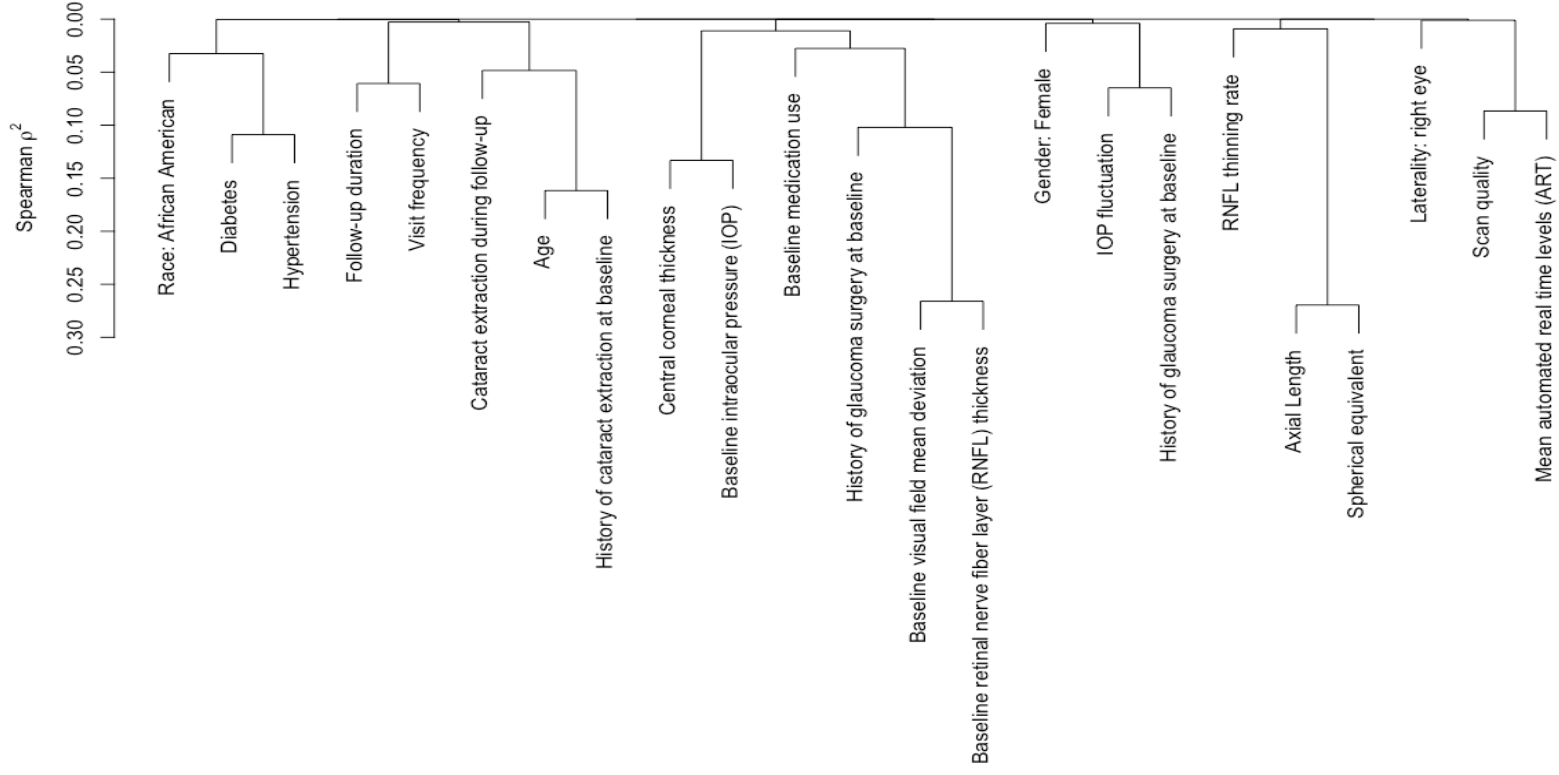 Spearman ρ²
0.00
0.05
0.10
0.15
0.20
0.25
0.30
Race: African American
Diabetes
Hypertension
Follow-up duration
Visit frequency
Cataract extraction during follow-up
Age
History of cataract extraction at baseline
Central corneal thickness
Baseline intraocular pressure (IOP)
Baseline medication use
History of glaucoma surgery at baseline
Baseline visual field mean deviation
Baseline retinal nerve fiber layer (RNFL) thickness
Gender: Female
IOP fluctuation
History of glaucoma surgery at baseline
RNFL thinning rate
Axial Length
Spherical equivalent
Laterality: right eye
Scan quality
Mean automated real time levels (ART)